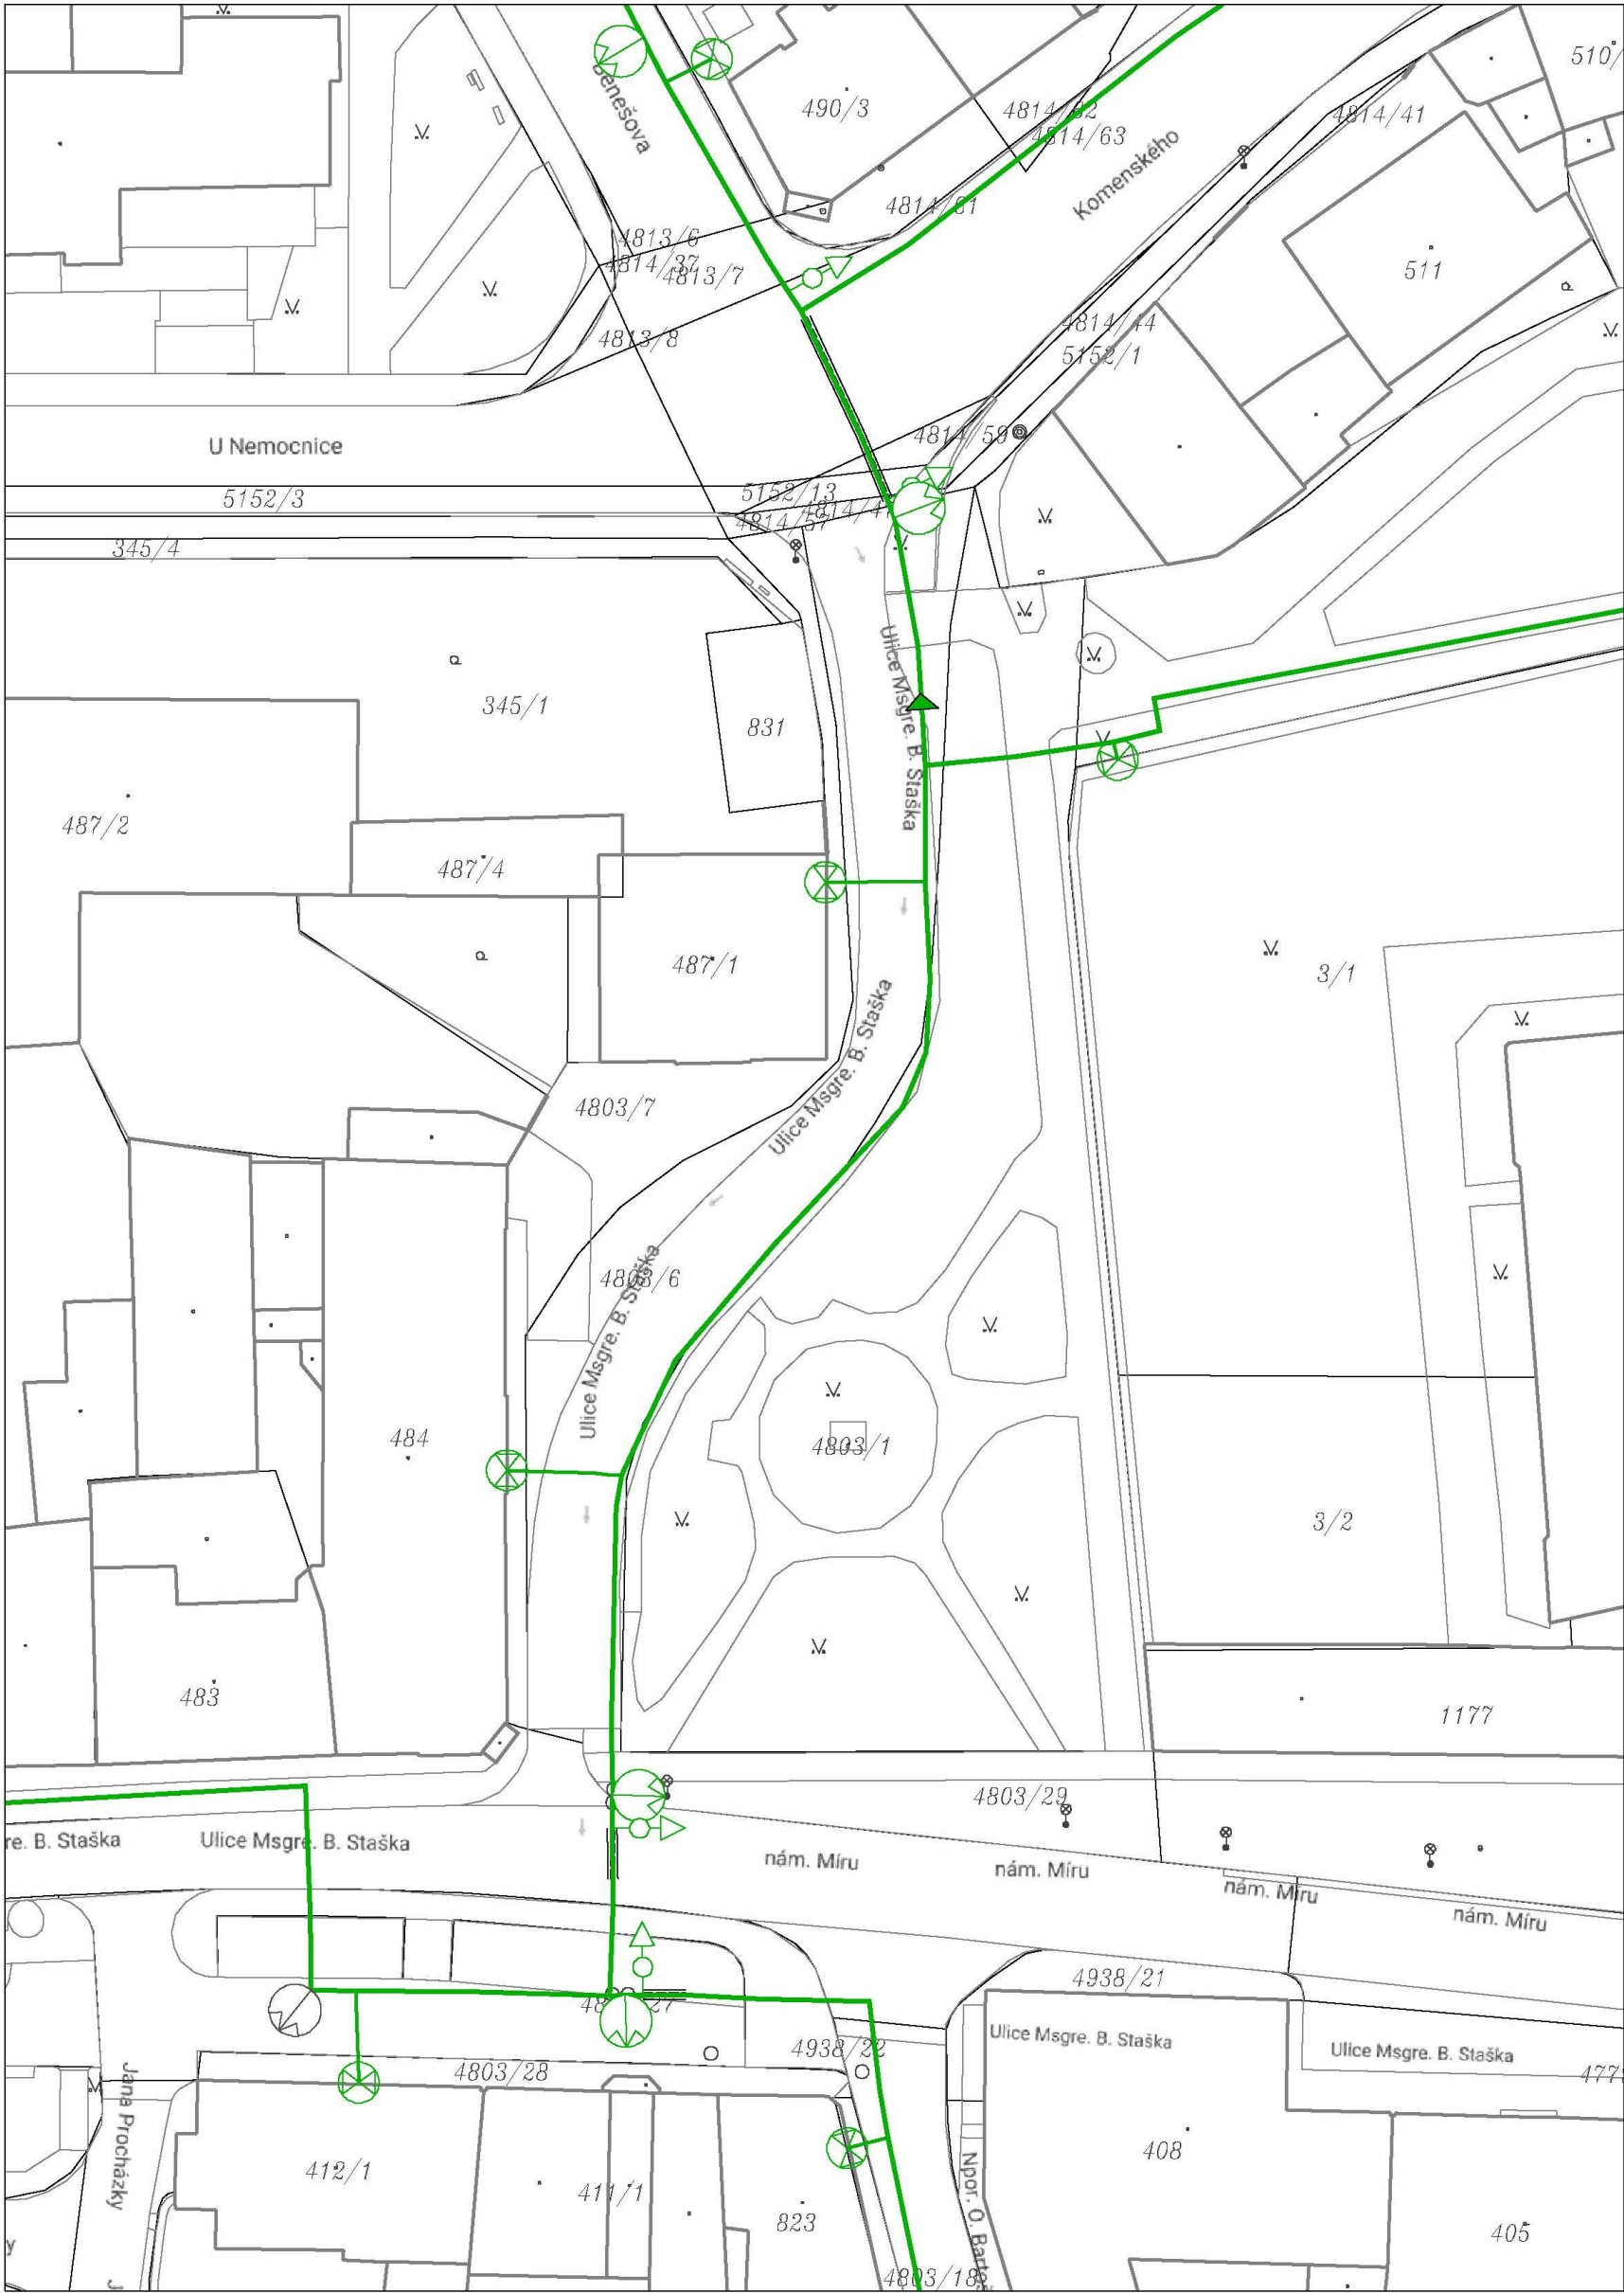 510/
490/3
4814/62
4814/41
Benešova
4814/63
Komenského
4814/61
4813/6
4814/37
4813/7
511
4814/44
4813/8
5152/1
U Nemocnice
4814/59
5152/3
5152/13
4814/57
345/4
Ulice Msgre. B. Staška
345/1
831
487/2
487/4
487/1
3/1
Ulice Msgre. B. Staška
4803/7
4803/6
Ulice Msgre. B. Staška
484
4803/1
3/2
483
1177
4803/29
re. B. Staška
Ulice Msgre. B. Staška
nám. Míru
nám. Míru
nám. Míru
nám. Míru
4938/21
Ulice Msgre. B. Staška
Ulice Msgre. B. Staška
4938/22
4803/28
Jana Procházky
412/1
411/1
823
408
405
Npor. O. Barto
4803/18
y